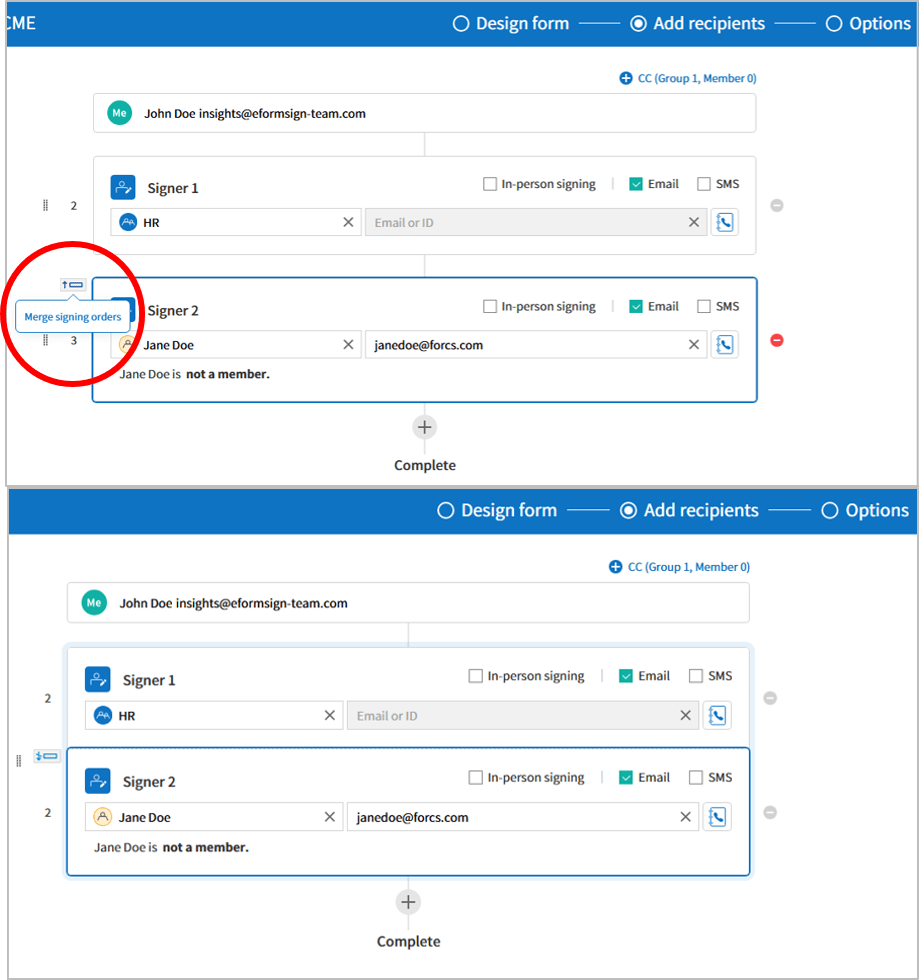 CME
Design form
Add recipients
Options
CC (Group 1, Member 0)
Me
John Doe insights@eformsign-team.com
Signer 1
In-person signing
Email
SMS
2
HR
Email or ID
Merge signing orders
Signer 2
In-person signing
Email
SMS
3
Jane Doe
janedoe@forcs.com
Jane Doe is not a member.
Complete
Design form
Add recipients
Options
CC (Group 1, Member 0)
Me
John Doe insights@eformsign-team.com
Signer 1
In-person signing
Email
SMS
2
HR
Email or ID
Signer 2
In-person signing
Email
SMS
2
Jane Doe
janedoe@forcs.com
Jane Doe is not a member.
Complete